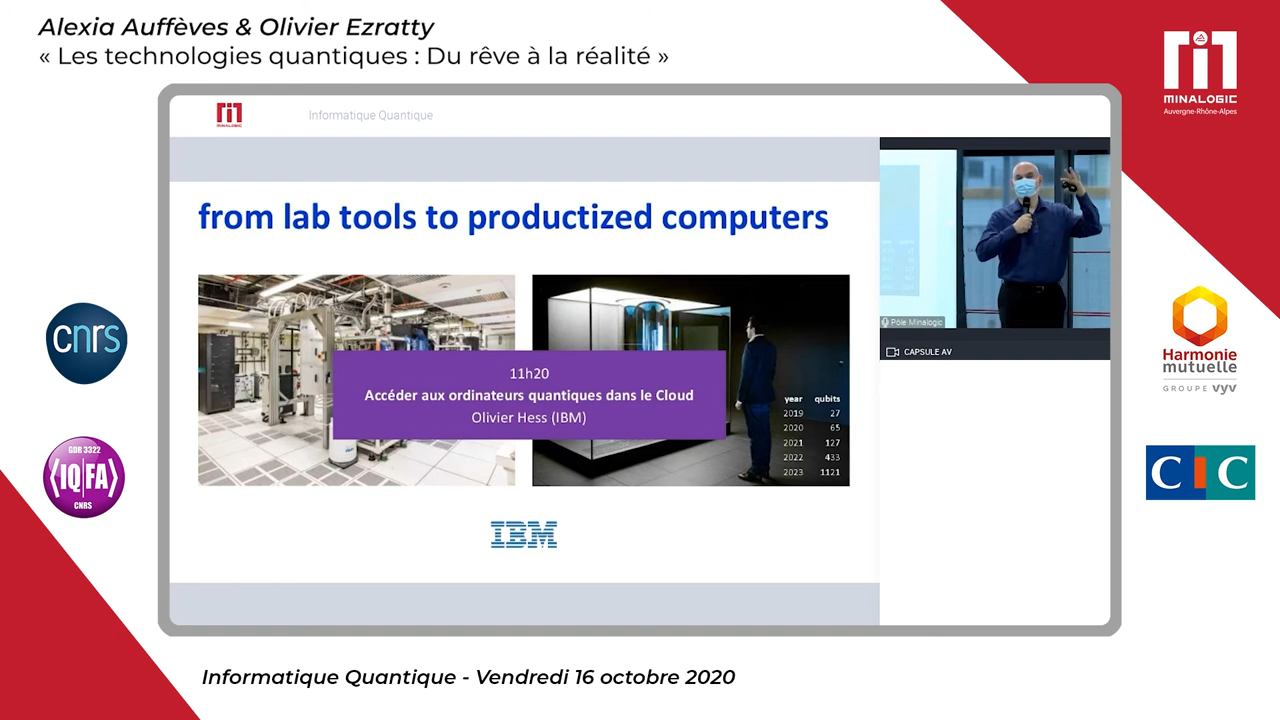 Alexia Auffèves & Olivier Ezratty
« Les technologies quantiques : Du rêve à la réalité »
MINALOGIC
Auvergne-Rhône-Alpes
MINALOGIC
Informatique Quantique
from lab tools to productized computers
11h20
Accéder aux ordinateurs quantiques dans le Cloud
Olivier Hess (IBM)
year qubits
2019 27
2020 65
2021 127
2022 433
2023 1121
IBM
Pôle Minalogic
CAPSULE AV
cnrs
GDR 3322
IQ FA
CNRS
Harmonie
mutuelle
GROUPE vyv
CIC
Informatique Quantique - Vendredi 16 octobre 2020